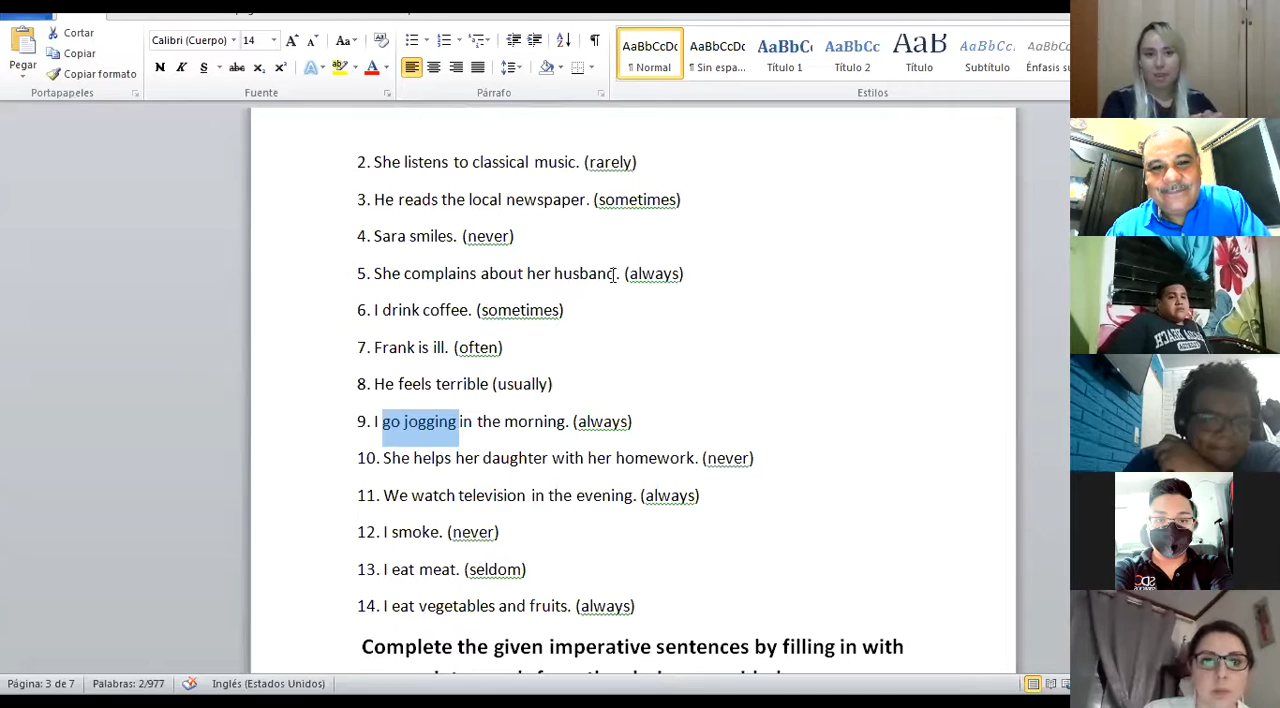 Cortar
Copiar
Copiar formato
Pegar
Portapapeles
Calibri (Cuerpo) 14
Fuente
Párrafo
AaBbCcDc AaBbCcDc AaBbC AaBbCc AaB AaBbCc. AaBbCc
¶ Normal ¶ Sin espa... Título 1 Título 2 Título Subtítulo Énfasis
Estilos
2. She listens to classical music. (rarely)
3. He reads the local newspaper. (sometimes)
4. Sara smiles. (never)
5. She complains about her husband. (always)
6. I drink coffee. (sometimes)
7. Frank is ill. (often)
8. He feels terrible (usually)
9. I go jogging in the morning. (always)
10. She helps her daughter with her homework. (never)
11. We watch television in the evening. (always)
12. I smoke. (never)
13. I eat meat. (seldom)
14. I eat vegetables and fruits. (always)
Complete the given imperative sentences by filling in with
Página: 3 de 7 Palabras: 2/977 Inglés (Estados Unidos)